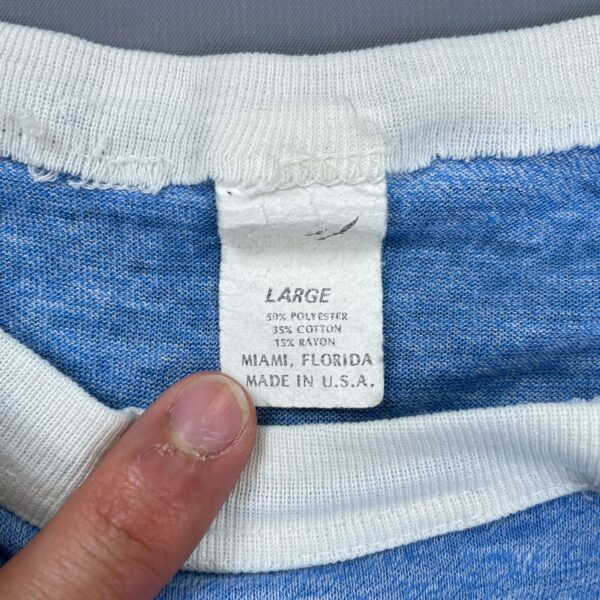 LARGE
50% POLYESTER
35% COTTON
15% RAYON
MIAMI, FLORIDA
MADE IN U.S.A.